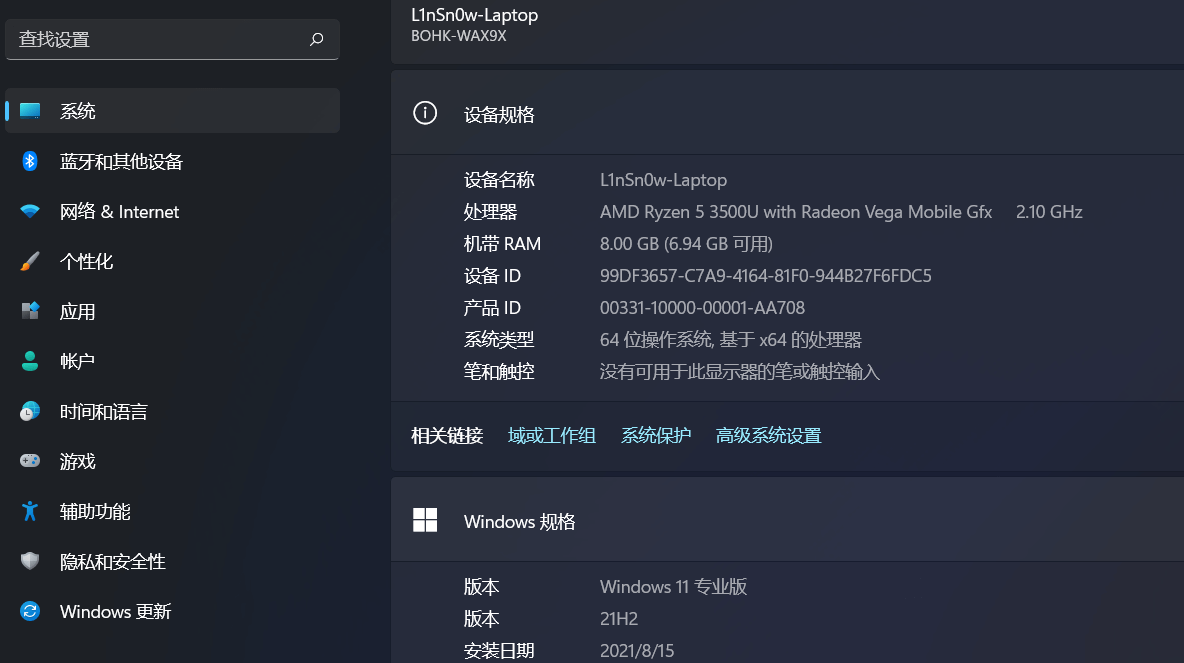 L1nSn0w-Laptop
BOHK-WAX9X
查找设置
系统
蓝牙和其他设备
网络 & Internet
个性化
应用
帐户
时间和语言
游戏
辅助功能
隐私和安全性
Windows 更新
设备规格
设备名称 L1nSn0w-Laptop
处理器 AMD Ryzen 5 3500U with Radeon Vega Mobile Gfx 2.10 GHz
机带 RAM 8.00 GB (6.94 GB 可用)
设备 ID 99DF3657-C7A9-4164-81F0-944B27F6FDC5
产品 ID 00331-10000-00001-AA708
系统类型 64 位操作系统, 基于 x64 的处理器
笔和触控 没有可用于此显示器的笔或触控输入
相关链接 域或工作组 系统保护 高级系统设置
Windows 规格
版本 Windows 11 专业版
版本 21H2
安装日期 2021/8/15